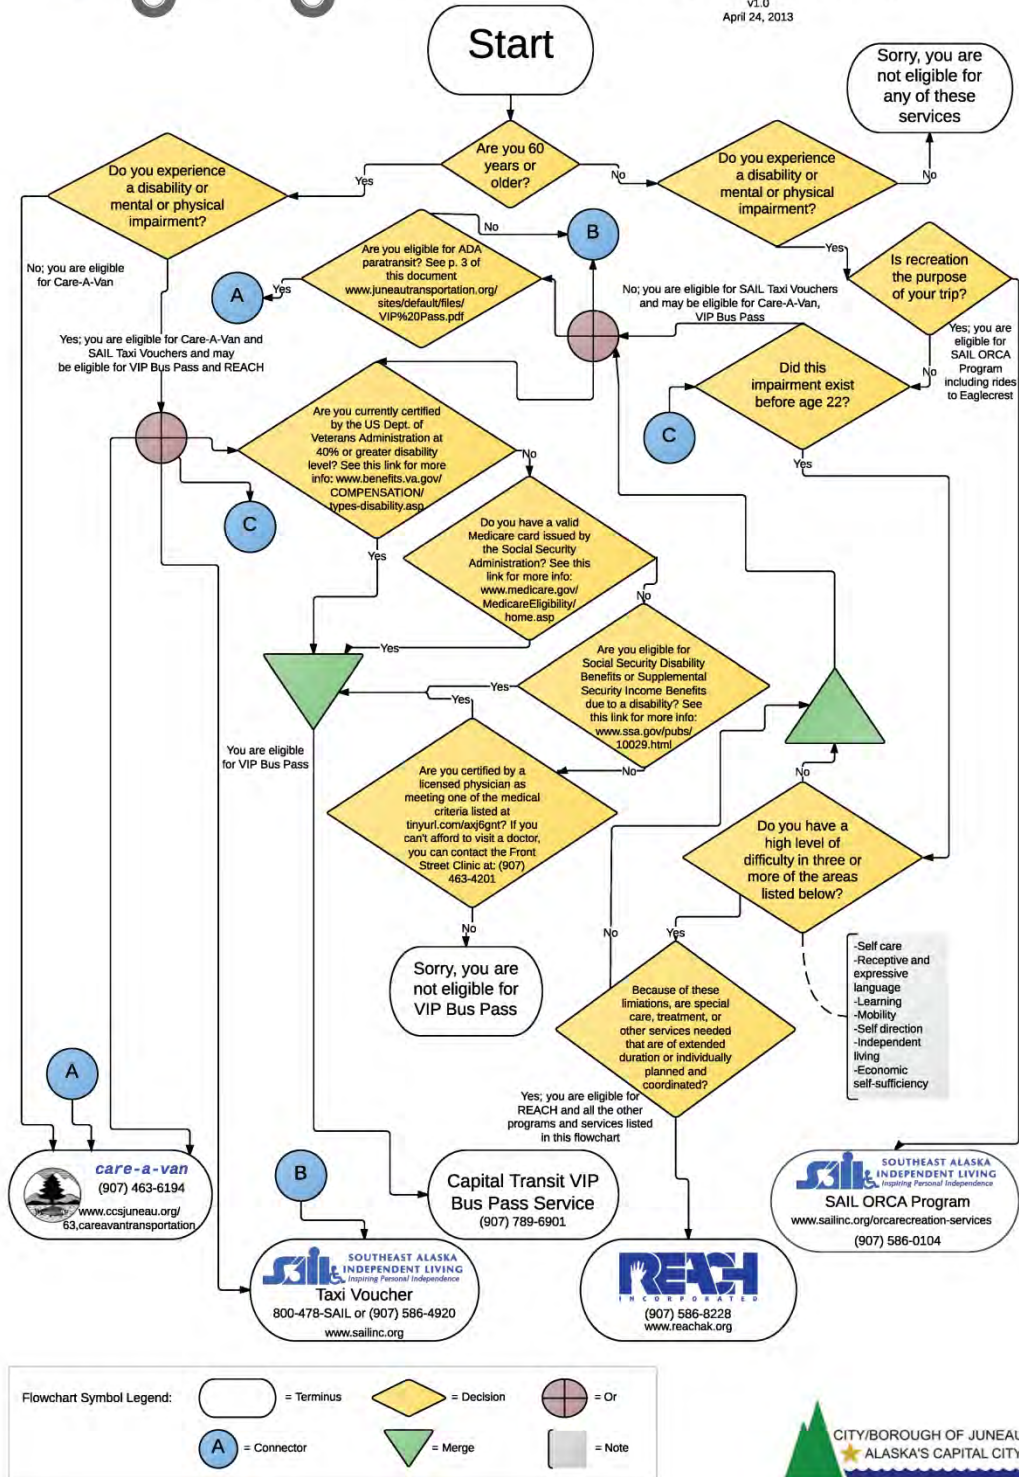 v1.0
April 24, 2013
Start
Sorry, you are
not eligible for
any of these
services
Are you 60
years or
older?
Yes
No
Do you experience
a disability or
mental or physical
impairment?
Do you experience
a disability or
mental or physical
impairment?
No
Yes
No; you are eligible
for Care-A-Van
Yes; you are eligible for Care-A-Van and
SAIL Taxi Vouchers and may
be eligible for VIP Bus Pass and REACH
Are you eligible for ADA
paratransit? See p. 3 of
this document
www.juneautransportation.org/
sites/default/files/
VIP%20Pass.pdf
No
B
Yes
A
Is recreation
the purpose
of your trip?
No; you are eligible for SAIL Taxi Vouchers
and may be eligible for Care-A-Van,
VIP Bus Pass
Yes; you are
eligible for
SAIL ORCA
Program
including rides
to Eaglecrest
No
Did this
impairment exist
before age 22?
C
Yes
Are you currently certified
by the US Dept. of
Veterans Administration at
40% or greater disability
level? See this link for more
info: www.benefits.va.gov/
COMPENSATION/
types-disability.asp
No
Yes
C
Do you have a valid
Medicare card issued by
the Social Security
Administration? See this
link for more info:
www.medicare.gov/
MedicareEligibility/
home.asp
No
Yes
Are you eligible for
Social Security Disability
Benefits or Supplemental
Security Income Benefits
due to a disability? See
this link for more info:
www.ssa.gov/pubs/
10029.html
Yes
No
Yes
You are eligible
for VIP Bus Pass
Are you certified by a
licensed physician as
meeting one of the medical
criteria listed at
tinyurl.com/axj6gnt? If you
can't afford to visit a doctor,
you can contact the Front
Street Clinic at: (907)
463-4201
No
Sorry, you are
not eligible for
VIP Bus Pass
No
Do you have a
high level of
difficulty in three or
more of the areas
listed below?
Yes
No
-Self care
-Receptive and
expressive
language
-Learning
-Mobility
-Self direction
-Independent
living
-Economic
self-sufficiency
Because of these
limiations, are special
care, treatment, or
other services needed
that are of extended
duration or individually
planned and
coordinated?
Yes; you are eligible for
REACH and all the other
programs and services listed
in this flowchart
A
care-a-van
(907) 463-6194
www.ccsjuneau.org/
63,careavantransportation
B
Capital Transit VIP
Bus Pass Service
(907) 789-6901
SAIL
SOUTHEAST ALASKA
INDEPENDENT LIVING
Inspiring Personal Independence
SAIL ORCA Program
www.sailinc.org/orcarecreation-services
(907) 586-0104
SAIL
SOUTHEAST ALASKA
INDEPENDENT LIVING
Inspiring Personal Independence
Taxi Voucher
800-478-SAIL or (907) 586-4920
www.sailinc.org
REACH
INCORPORATED
(907) 586-8228
www.reachak.org
Flowchart Symbol Legend:
= Terminus
= Decision
= Or
A
= Connector
= Merge
= Note
CITY/BOROUGH OF JUNEAU
ALASKA'S CAPITAL CITY